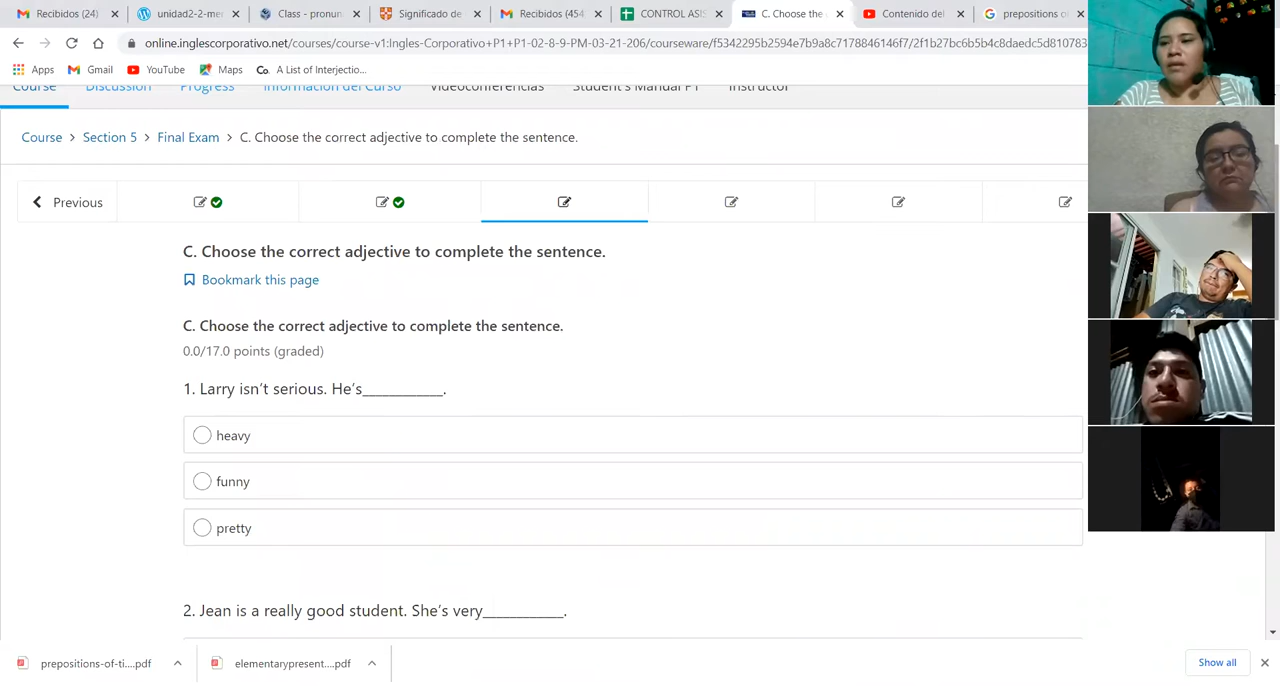 Recibidos (24)
unidad2-2-me
Class - pronun
Significado de
Recibidos (454
CONTROL ASIS
C. Choose the
Contenido del
prepositions o
online.inglescorporativo.net/courses/course-v1:Ingles-Corporativo+P1+P1-02-8-9-PM-03-21-206/courseware/f5342295b2594e7b9a8c7178846146f7/2f1b27bc6b5b4c8daedc5d810783
Apps
Gmail
YouTube
Maps
Co. A List of Interjectio...
Course
Discussion
Progress
Información del Curso
Videoconferencias
Student's Manual P1
Instructor
Course > Section 5 > Final Exam > C. Choose the correct adjective to complete the sentence.
Previous
C. Choose the correct adjective to complete the sentence.
Bookmark this page
C. Choose the correct adjective to complete the sentence.
0.0/17.0 points (graded)
1. Larry isn't serious. He's___________.
heavy
funny
pretty
2. Jean is a really good student. She's very___________.
prepositions-of-ti....pdf
elementarypresent....pdf
Show all